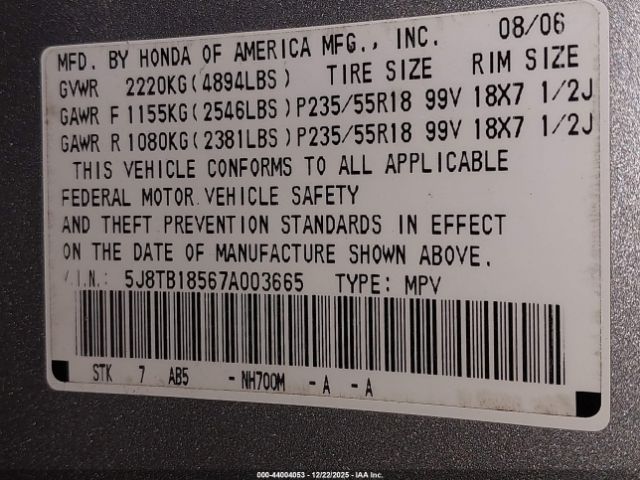 MFD. BY HONDA OF AMERICA MFG., INC. 08/06
GVWR 2220KG(4894LBS) TIRE SIZE RIM SIZE
GAWR F 1155KG(2546LBS)P235/55R18 99V 18X7 1/2J
GAWR R 1080KG(2381LBS)P235/55R18 99V 18X7 1/2J
THIS VEHICLE CONFORMS TO ALL APPLICABLE
FEDERAL MOTOR VEHICLE SAFETY
AND THEFT PREVENTION STANDARDS IN EFFECT
ON THE DATE OF MANUFACTURE SHOWN ABOVE.
V.I.N.: 5J8TB18567A003665 TYPE: MPV
STK 7 AB5 -NH700M -A -A
000-44004053 - 12/22/2025 - IAA Inc.